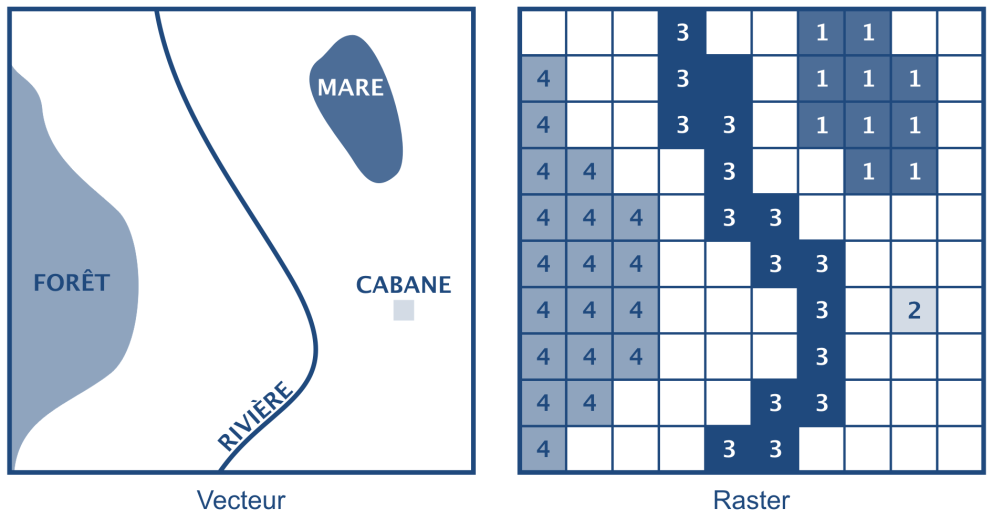 MARE
FORÊT
CABANE
RIVIÈRE
Vecteur
3 1 1
4 3 1 1 1
4 3 3 1 1 1
4 4 3 1 1
4 4 4 3 3
4 4 4 3 3
4 4 4 3 2
4 4 4 3
4 4 3 3
4 3 3
Raster